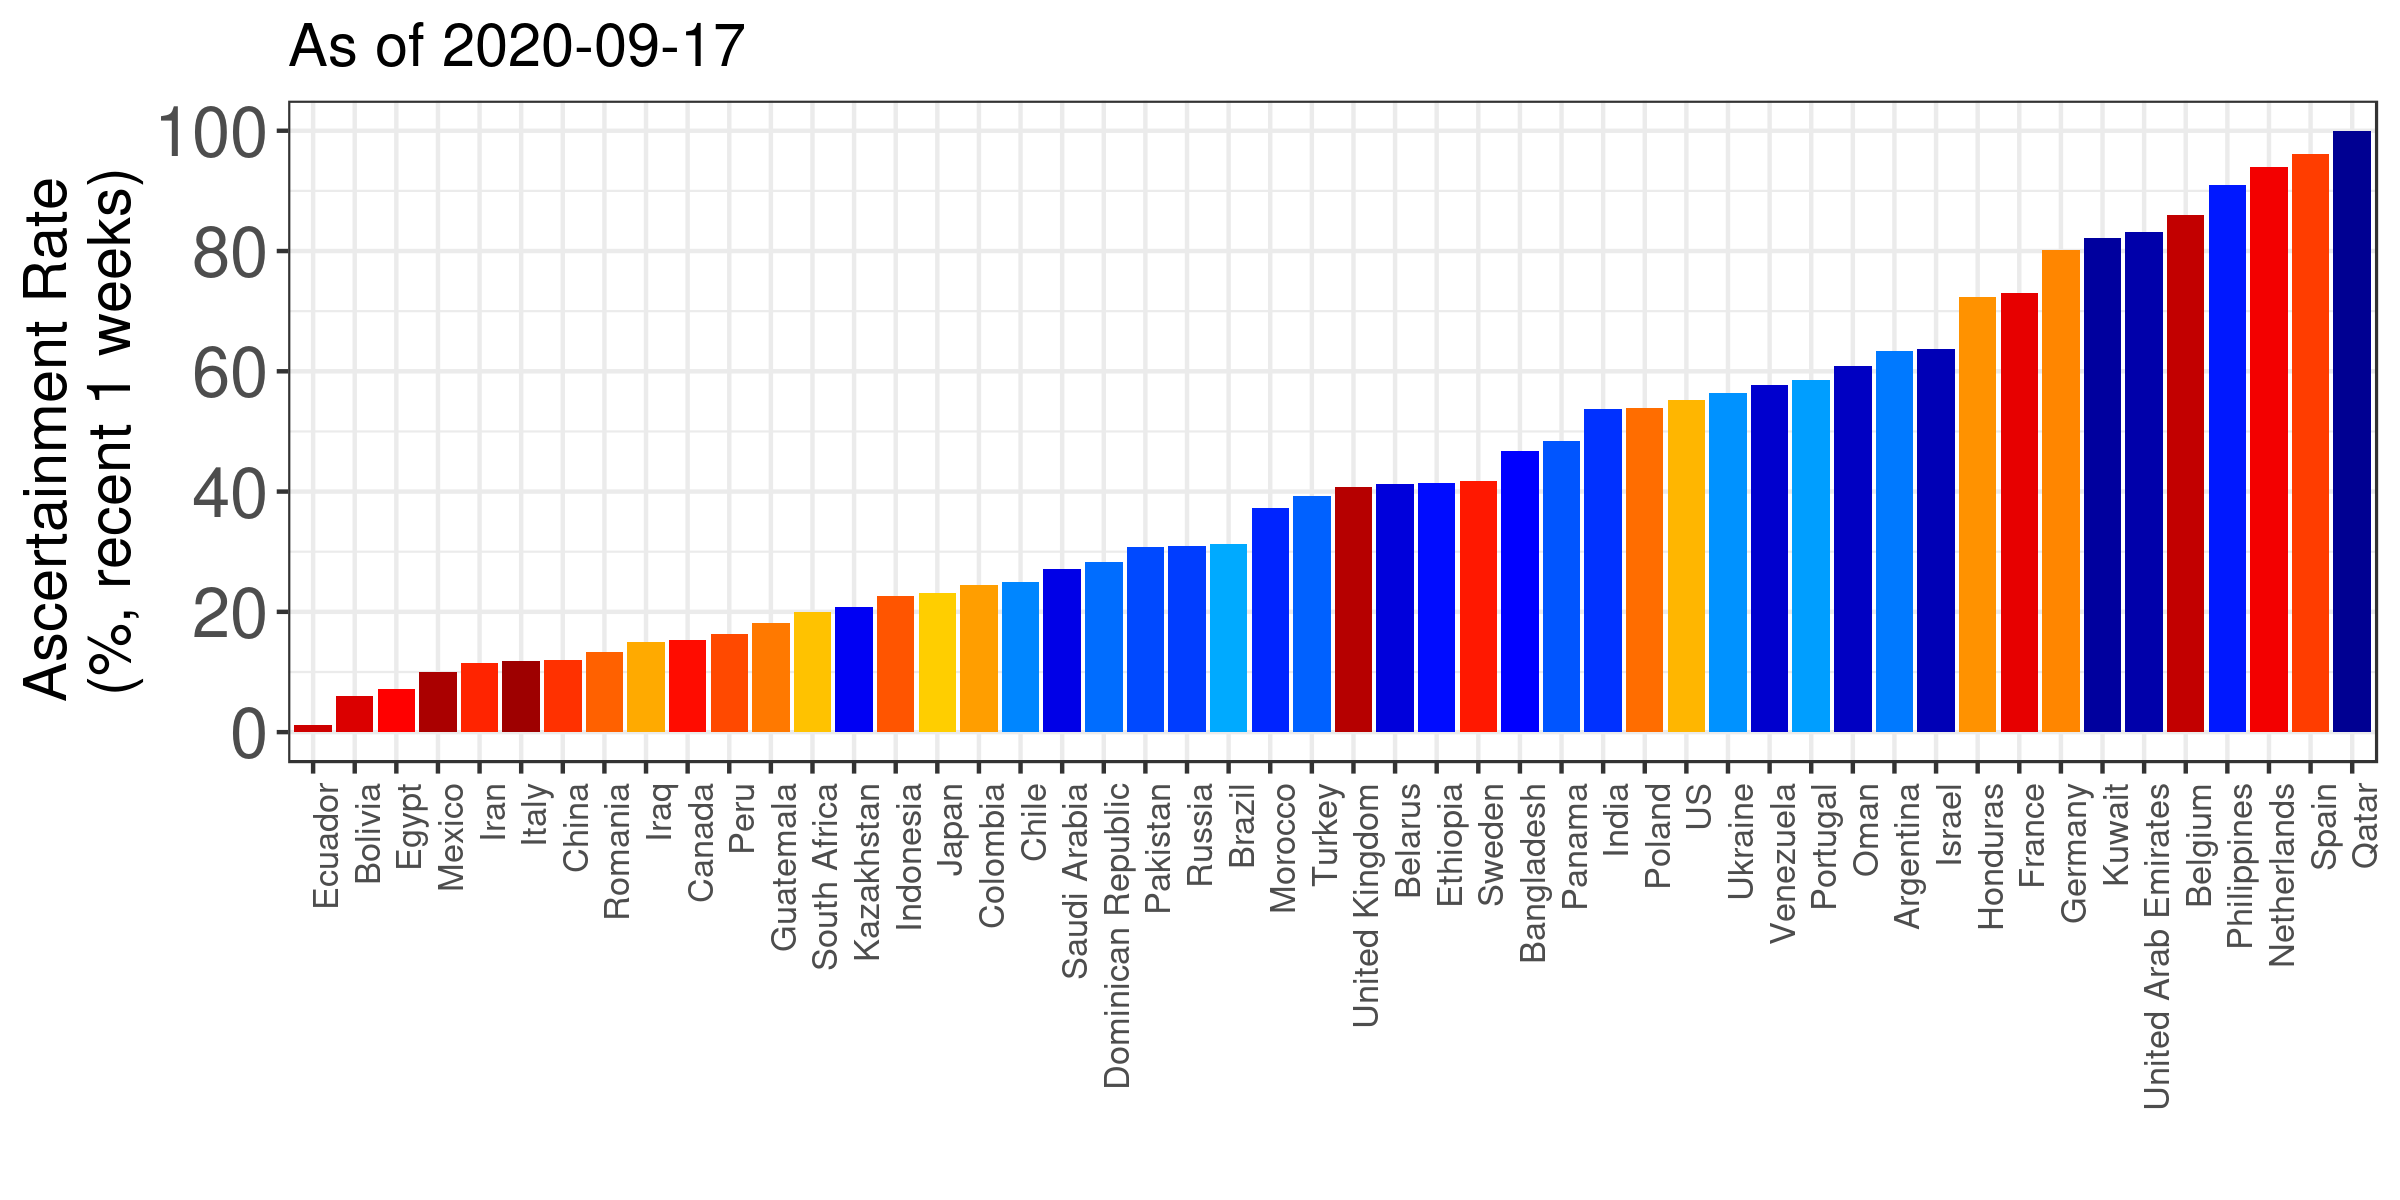 As of 2020-09-17
Ascertainment Rate
(%, recent 1 weeks)
100
80
60
40
20
0
Ecuador
Bolivia
Egypt
Mexico
Iran
Italy
China
Romania
Iraq
Canada
Peru
Guatemala
South Africa
Kazakhstan
Indonesia
Japan
Colombia
Chile
Saudi Arabia
Dominican Republic
Pakistan
Russia
Brazil
Morocco
Turkey
United Kingdom
Belarus
Ethiopia
Sweden
Bangladesh
Panama
India
Poland
US
Ukraine
Venezuela
Portugal
Oman
Argentina
Israel
Honduras
France
Germany
Kuwait
United Arab Emirates
Belgium
Philippines
Netherlands
Spain
Qatar